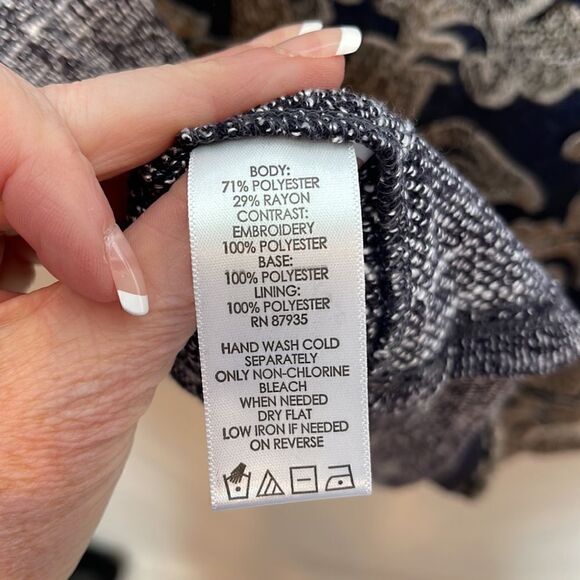 BODY:
71% POLYESTER
29% RAYON
CONTRAST:
EMBROIDERY
100% POLYESTER
BASE:
100% POLYESTER
LINING:
100% POLYESTER
RN 87935
HAND WASH COLD
SEPARATELY
ONLY NON-CHLORINE
BLEACH
WHEN NEEDED
DRY FLAT
LOW IRON IF NEEDED
ON REVERSE